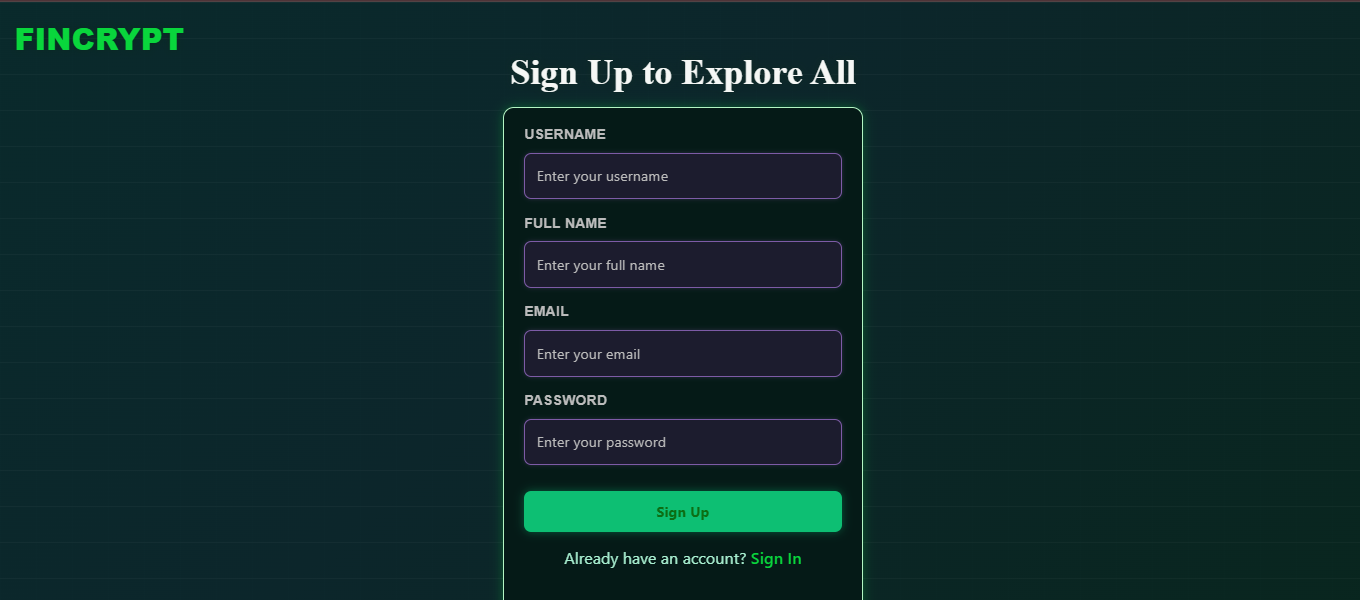 FINCRYPT
Sign Up to Explore All
USERNAME
Enter your username
FULL NAME
Enter your full name
EMAIL
Enter your email
PASSWORD
Enter your password
Sign Up
Already have an account? Sign In